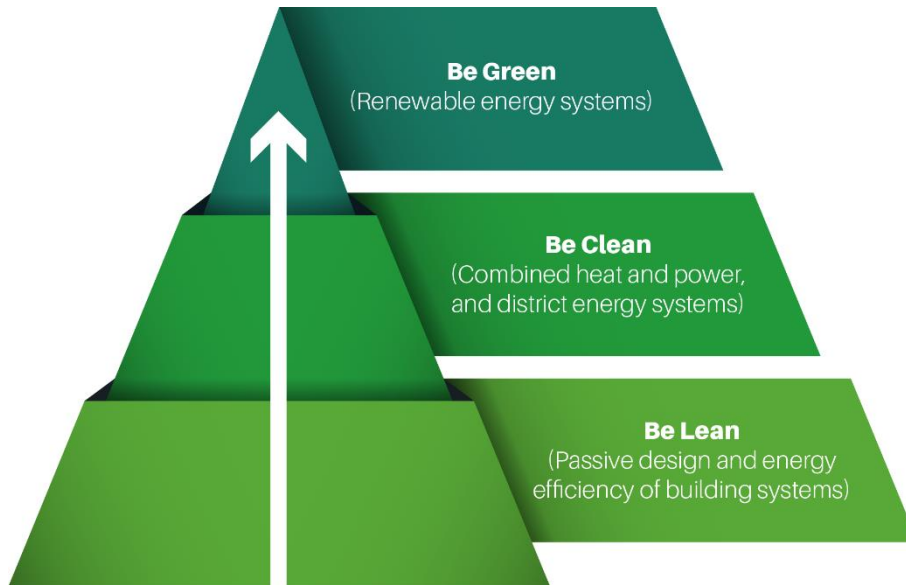 Be Green
(Renewable energy systems)
Be Clean
(Combined heat and power,
and district energy systems)
Be Lean
(Passive design and energy
efficiency of building systems)